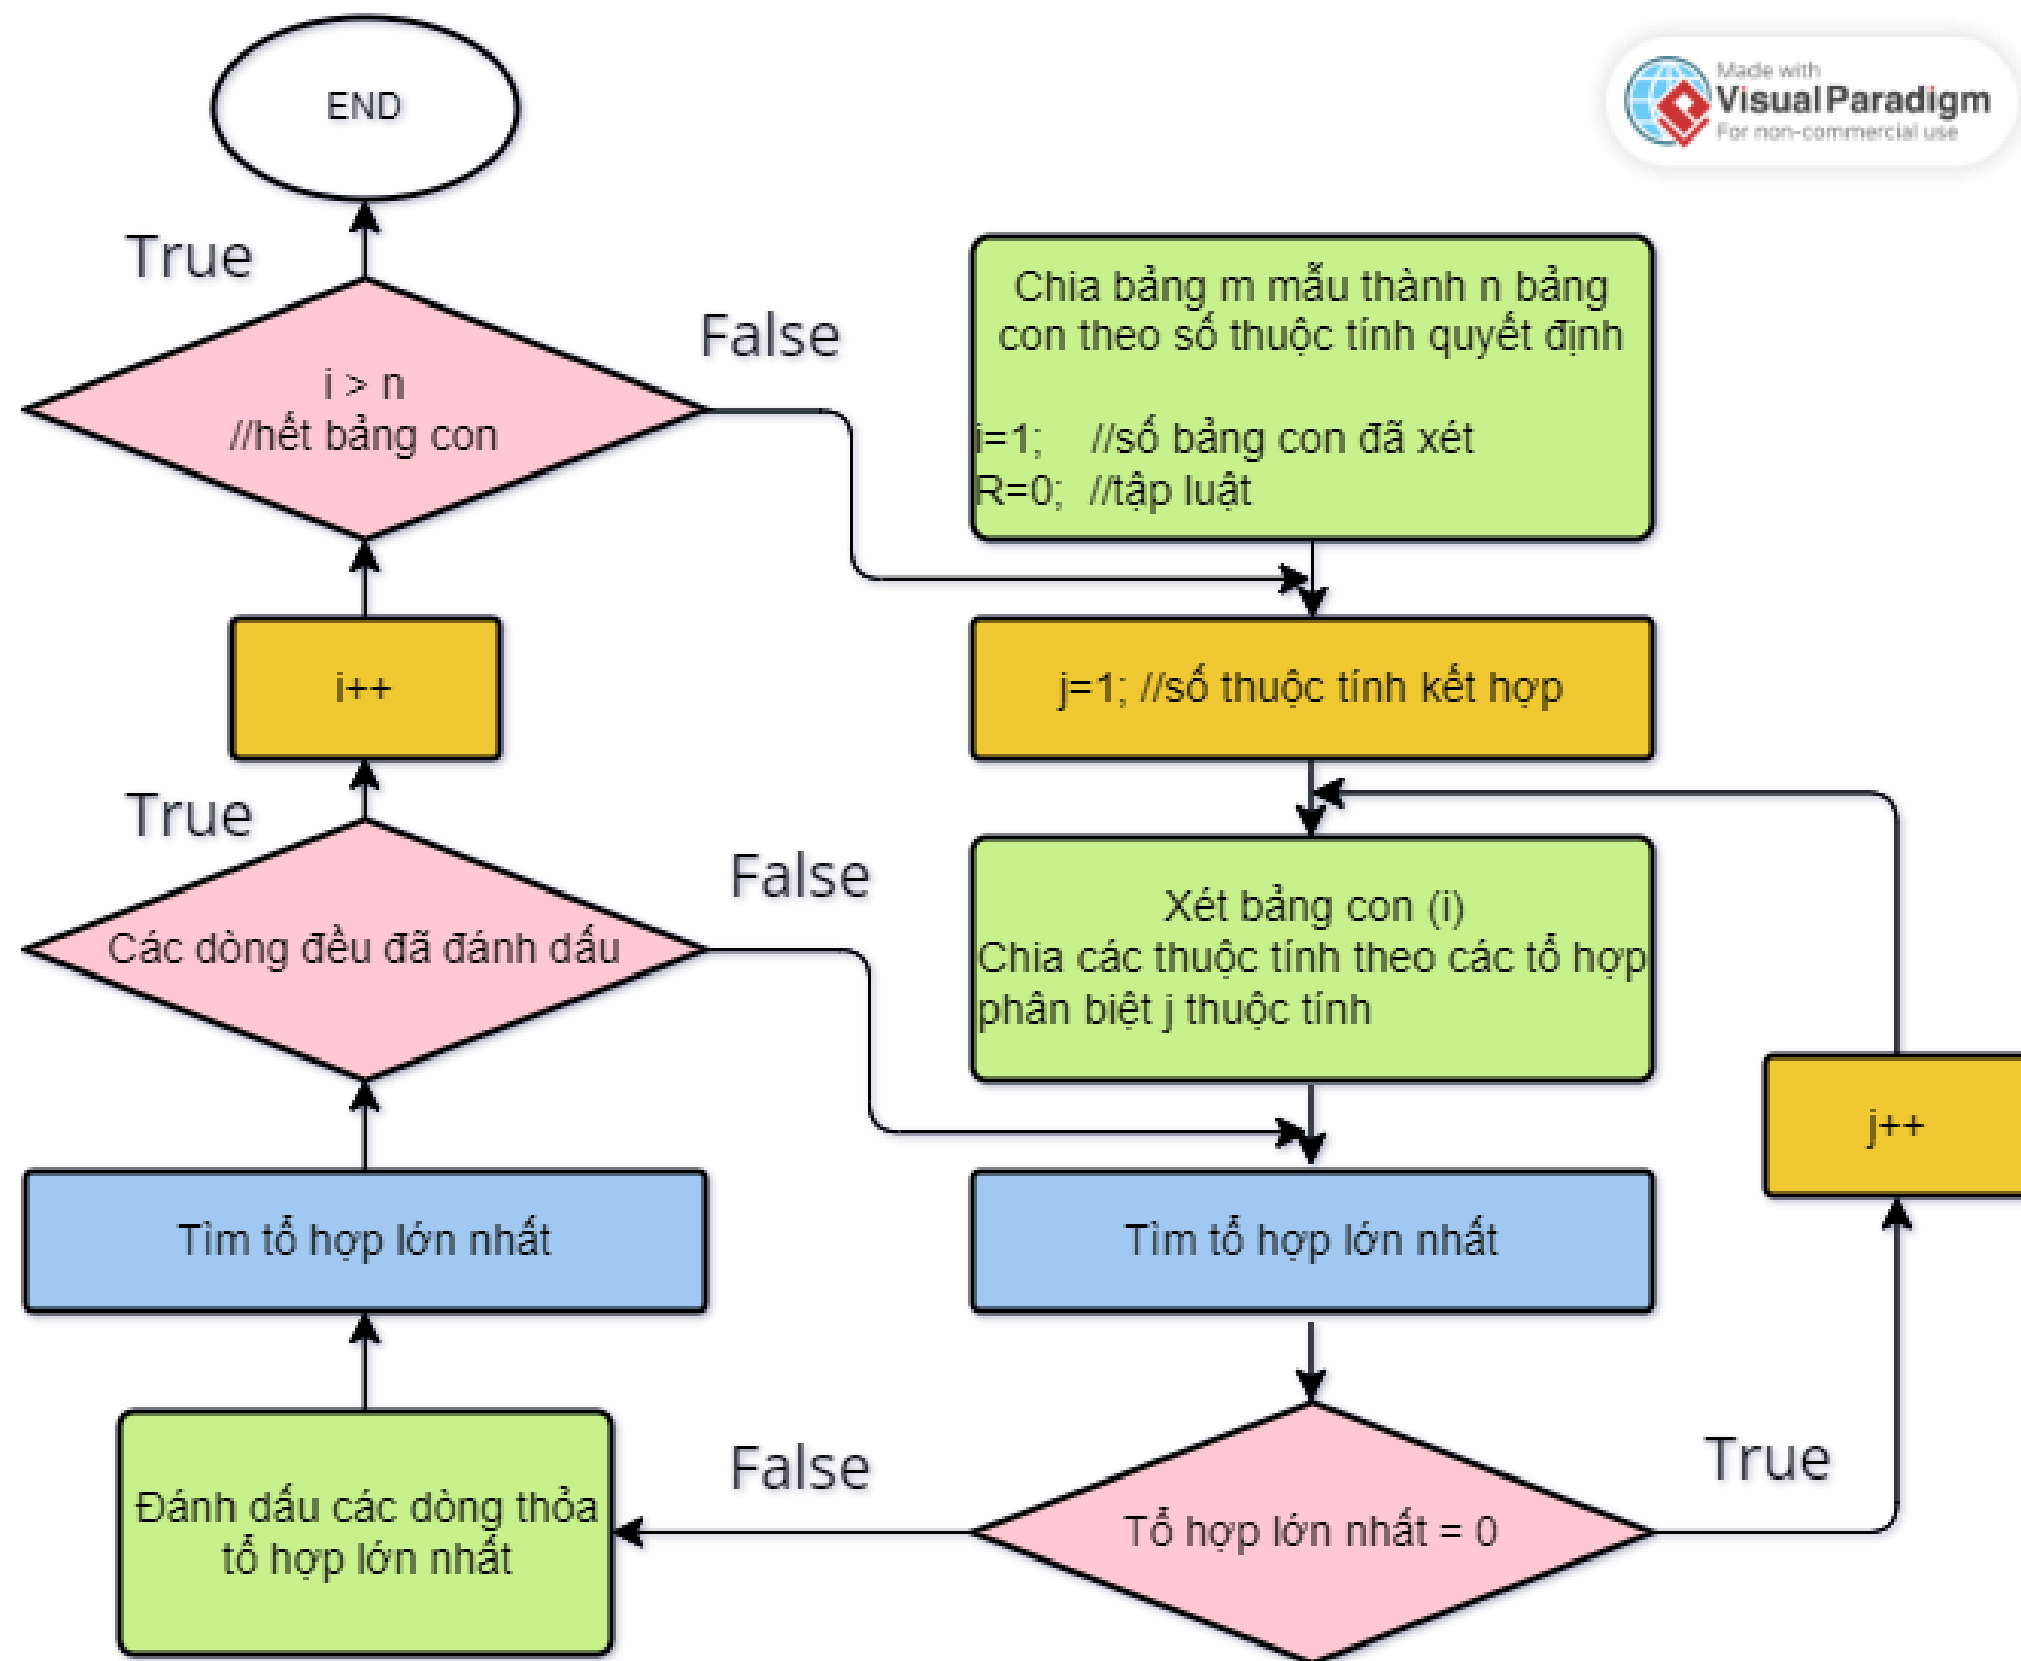 END
Made with
Visual Paradigm
For non-commercial use
True
False
i > n
//hết bảng con
Chia bảng m mẫu thành n bảng
con theo số thuộc tính quyết định
i=1; //số bảng con đã xét
R=0; //tập luật
i++
j=1; //số thuộc tính kết hợp
True
False
Các dòng đều đã đánh dấu
Xét bảng con (i)
Chia các thuộc tính theo các tổ hợp
phân biệt j thuộc tính
j++
Tìm tổ hợp lớn nhất
Tìm tổ hợp lớn nhất
False
True
Đánh dấu các dòng thỏa
tổ hợp lớn nhất
Tổ hợp lớn nhất = 0